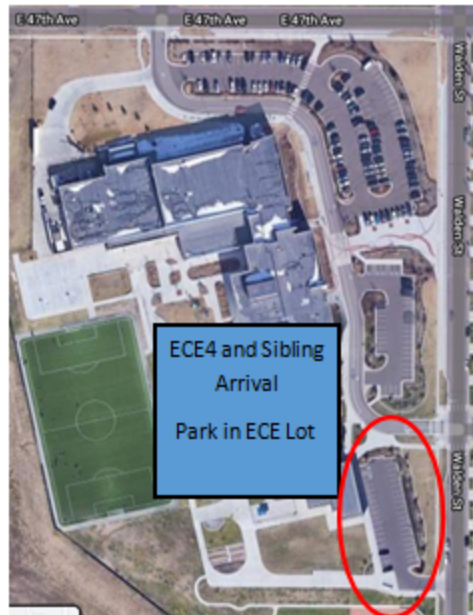 E 47th Ave E 47th Ave E 47th Ave
Walden St
Walden St
ECE4 and Sibling
Arrival
Park in ECE Lot
Walden St